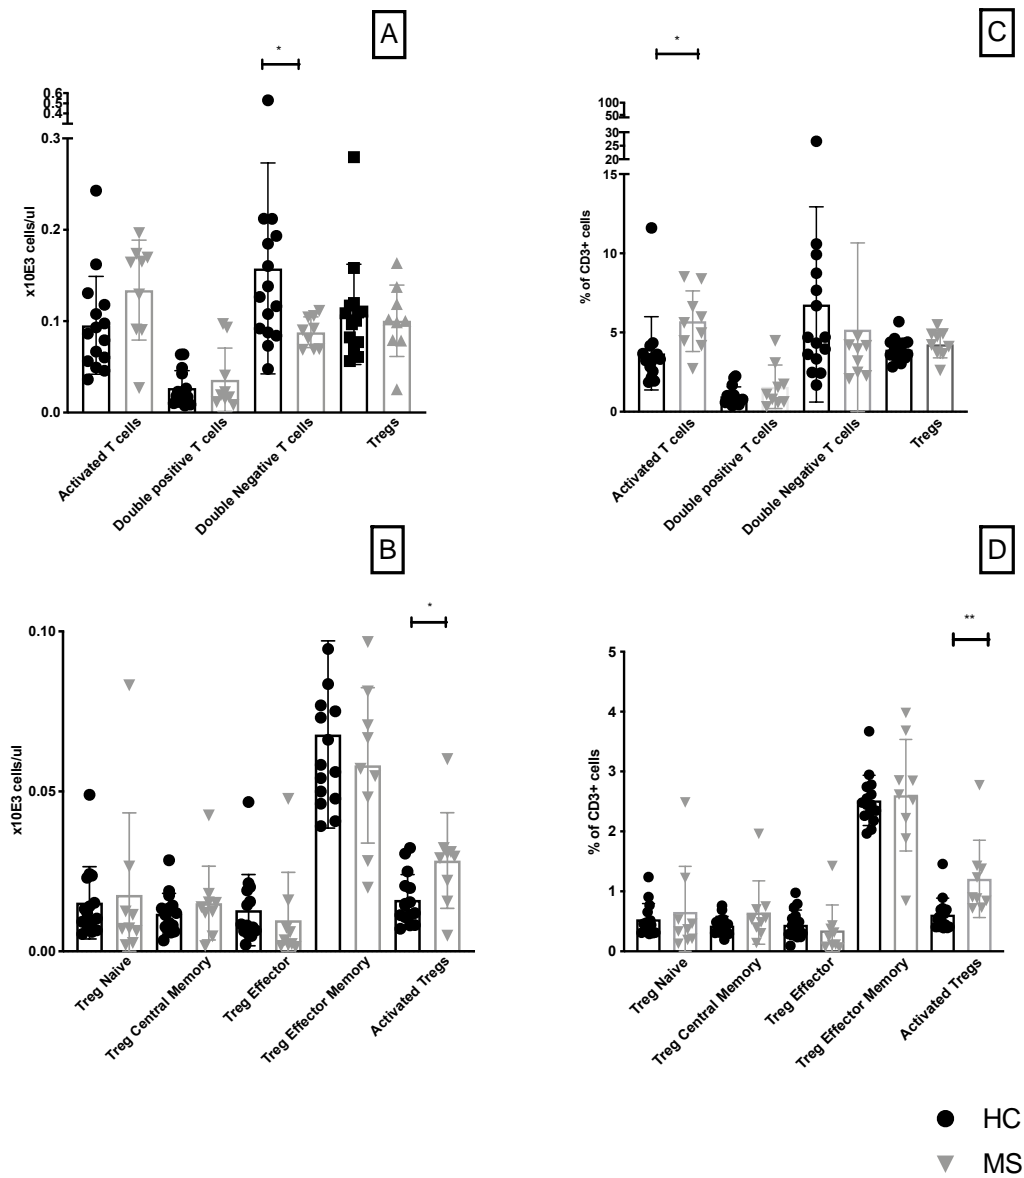 A
*
0.6
0.5
0.4
0.3
0.2
0.1
0.0
x10E3 cells/ul
Activated T cells
Double positive T cells
Double Negative T cells
Tregs
C
*
100
50
30
25
20
15
10
5
0
% of CD3+ cells
Activated T cells
Double positive T cells
Double Negative T cells
Tregs
B
*
0.10
0.05
0.00
x10E3 cells/ul
Treg Naive
Treg Central Memory
Treg Effector
Treg Effector Memory
Activated Tregs
D
**
5
4
3
2
1
0
% of CD3+ cells
Treg Naive
Treg Central Memory
Treg Effector
Treg Effector Memory
Activated Tregs
HC
MS